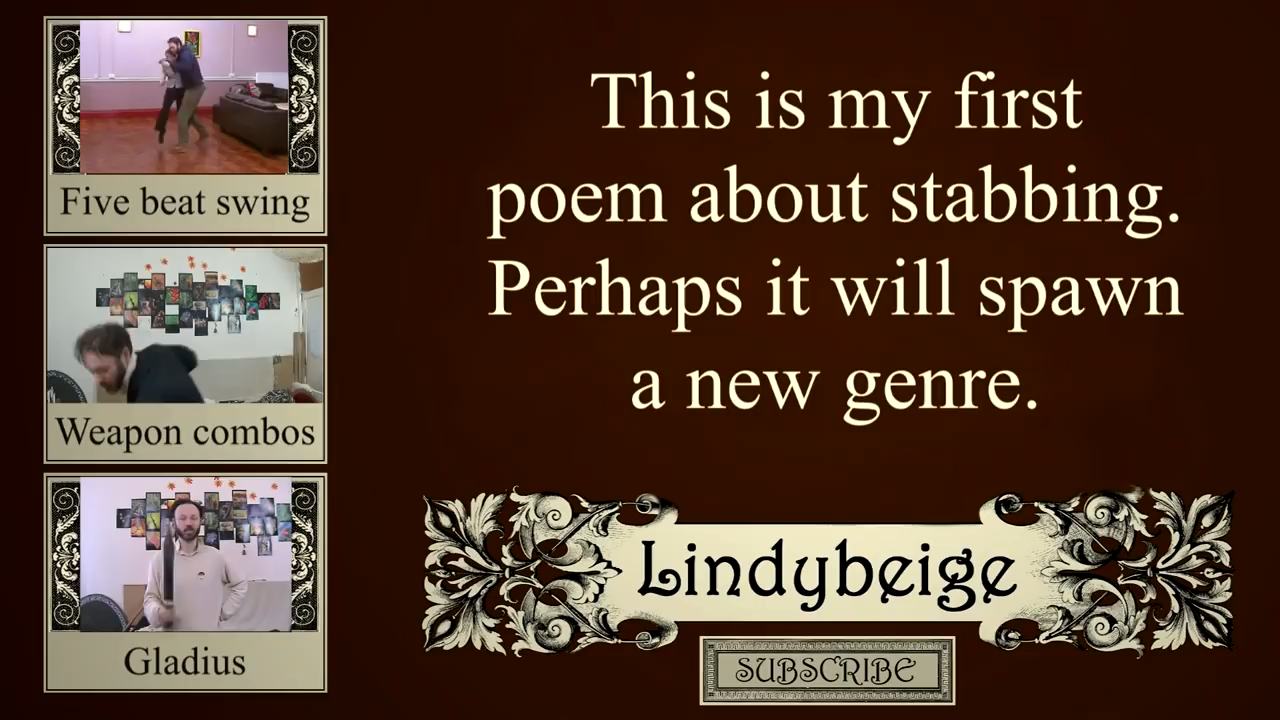 Five beat swing
Weapon combos
Gladius
This is my first
poem about stabbing.
Perhaps it will spawn
a new genre.
Lindybeige
SUBSCRIBE